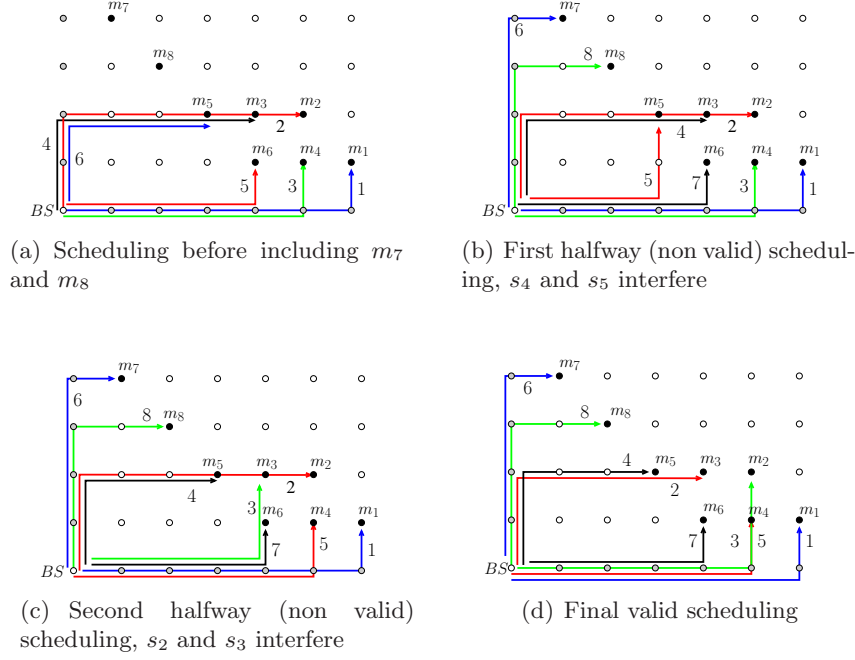 m7
m8
m5 m3 m2
2
4
6
m6 m4 m1
5 3 1
BS
(a) Scheduling before including m7
and m8
6
m7
8 m8
m5 m3 m2
4 2
m6 m4 m1
5 7 3 1
BS
(b) First halfway (non valid) schedul-
ing, s4 and s5 interfere
m7
6
8 m8
m5 m3 m2
4 2
3 m6 m4 m1
7 5 1
BS
(c) Second halfway (non valid)
scheduling, s2 and s3 interfere
m7
6
8 m8
4 m5 m3 m2
2
m6 m4 m1
7 3 5 1
BS
(d) Final valid scheduling